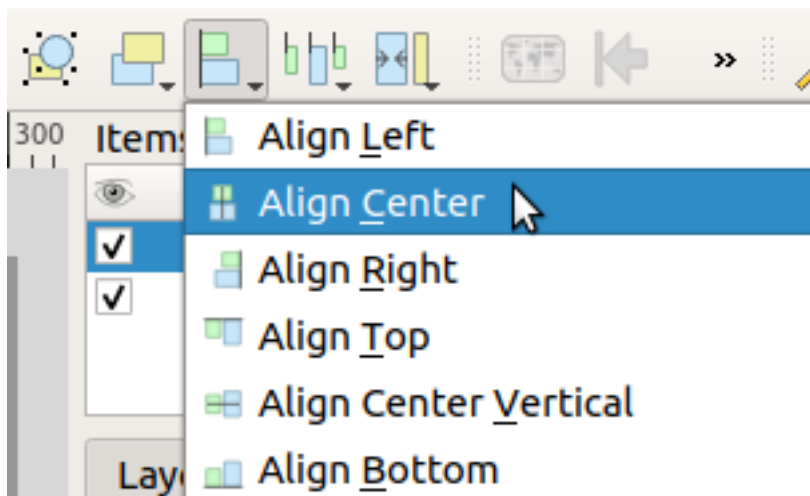 »
300
Items
Align Left
Align Center
Align Right
Align Top
Align Center Vertical
Lay
Align Bottom